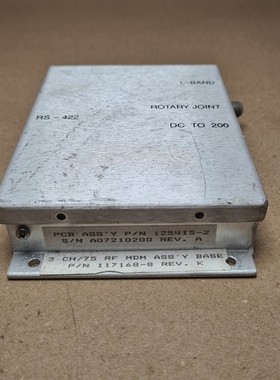 L-BAND
ROTARY JOINT
RS-422
DC TO 200
PCB ASS'Y P/N 125415-2
S/N A07210200 REV. A
3 CH/75 RF MDM ASS'Y BASE
P/N 117168-8 REV. K